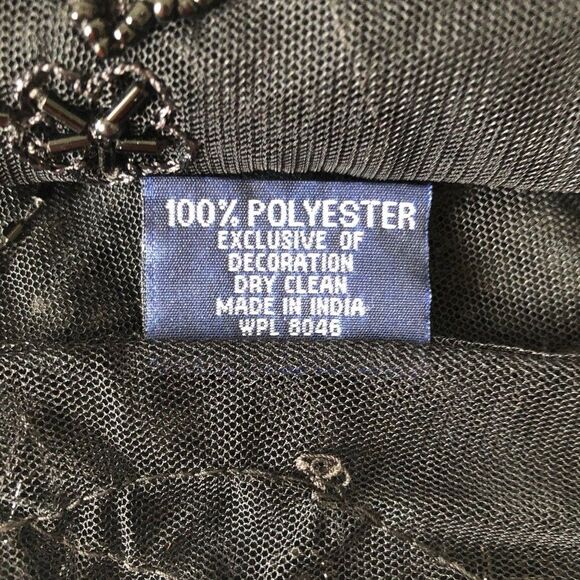 100% POLYESTER
EXCLUSIVE OF
DECORATION
DRY CLEAN
MADE IN INDIA
WPL 8046